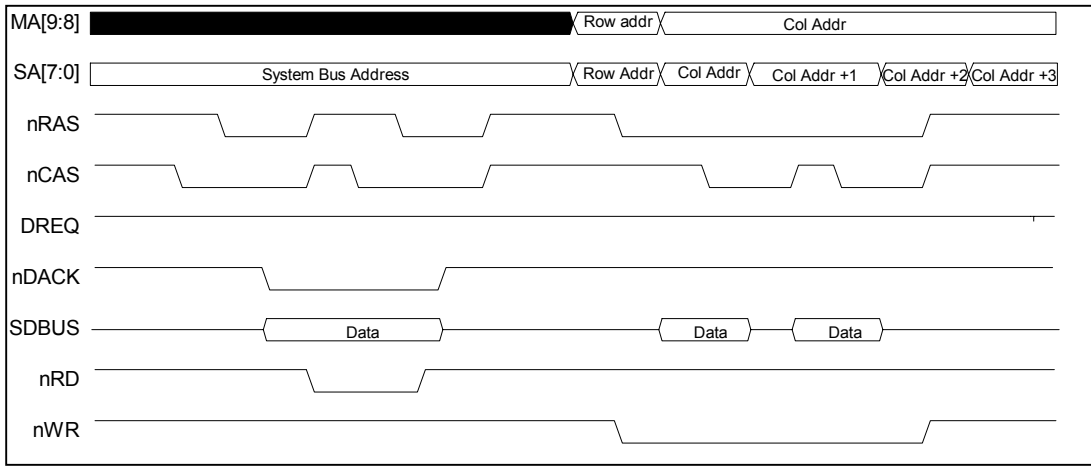 MA[9:8] Row addr Col Addr
SA[7:0] System Bus Address Row Addr Col Addr Col Addr +1 Col Addr +2 Col Addr +3
nRAS
nCAS
DREQ
nDACK
SDBUS Data Data Data
nRD
nWR